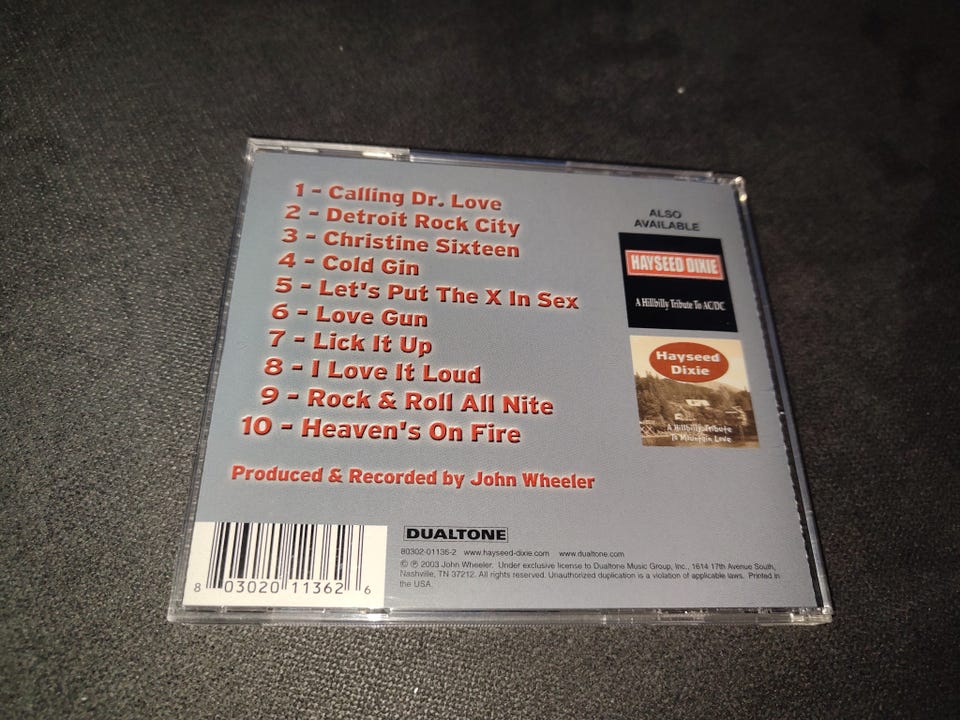 1 - Calling Dr. Love
2 - Detroit Rock City
3 - Christine Sixteen
4 - Cold Gin
5 - Let's Put The X In Sex
6 - Love Gun
7 - Lick It Up
8 - I Love It Loud
9 - Rock & Roll All Nite
10 - Heaven's On Fire
Produced & Recorded by John Wheeler
ALSO
AVAILABLE
HAYSEED DIXIE
A Hillbilly Tribute To AC/DC
Hayseed
Dixie
A Hillbilly Tribute
To Mountain Love
8 03020 11362 6
DUALTONE
80302-01136-2 www.hayseed-dixie.com www.dualtone.com
© ℗ 2003 John Wheeler. Under exclusive license to Dualtone Music Group, Inc., 1614 17th Avenue South,
Nashville, TN 37212. All rights reserved. Unauthorized duplication is a violation of applicable laws. Printed in
the USA.